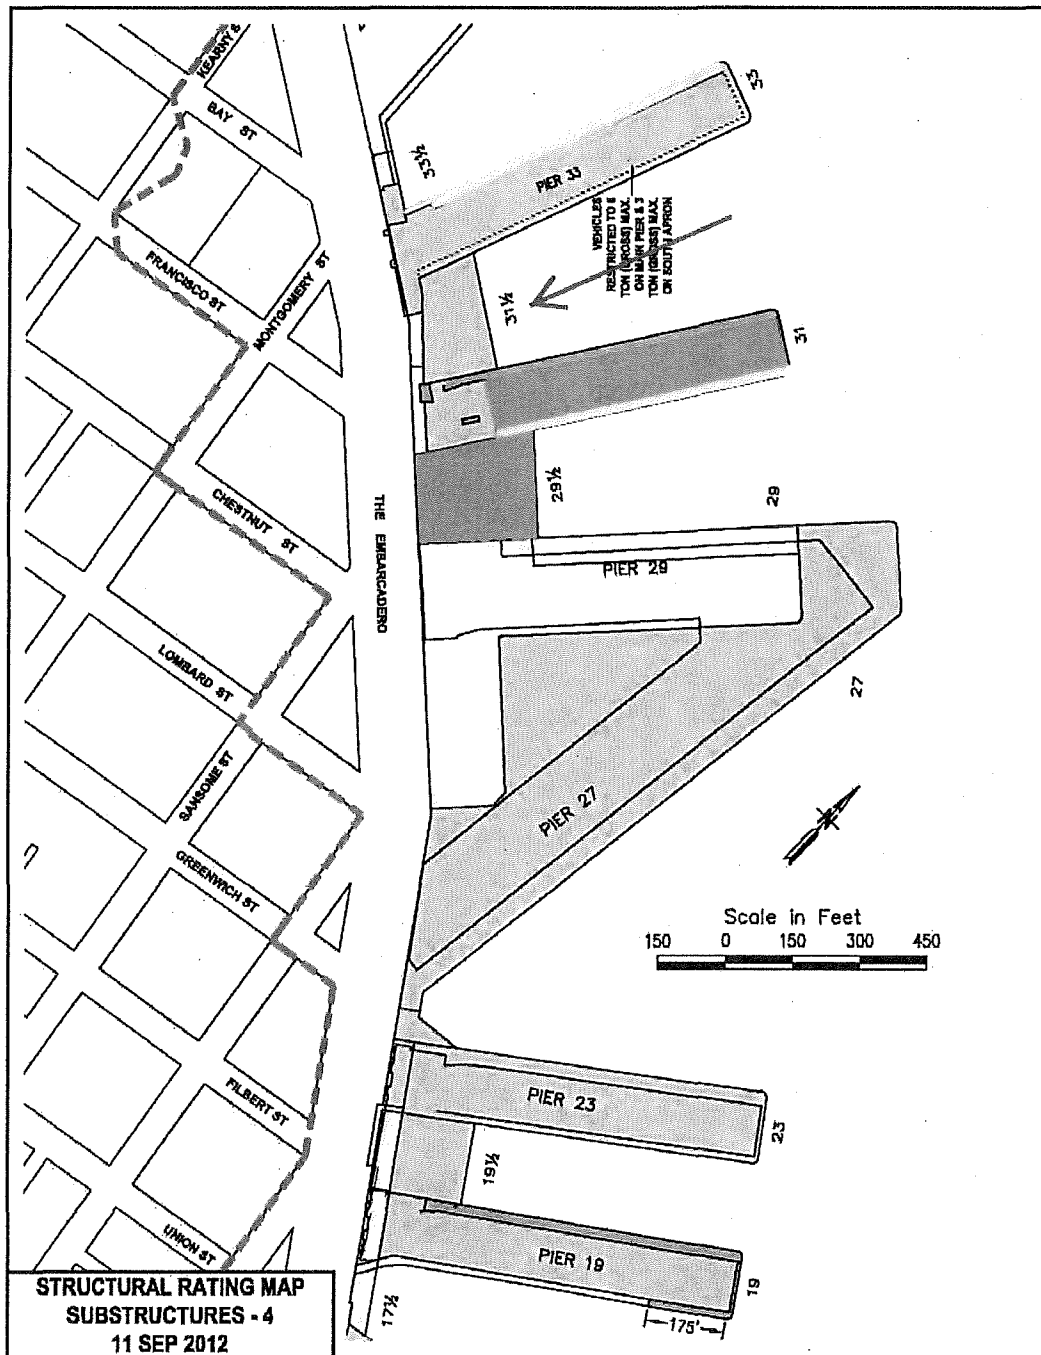 KEARNY S
BAY ST
FRANCISCO ST
MONTGOMERY ST
CHESTNUT ST
LOMBARD ST
SANSOME ST
GREENWICH ST
FILBERT ST
UNION ST
THE EMBARCADERO
33½
PIER 33
33
VEHICLES
RESTRICTED TO 6
TON (GROSS) MAX.
ON MAIN PIER & 3
TON (GROSS) MAX.
ON SOUTH APRON
31½
31
29½
29
PIER 29
27
PIER 27
Scale in Feet
150 0 150 300 450
PIER 23
23
19½
PIER 19
19
175'
17½
STRUCTURAL RATING MAP
SUBSTRUCTURES - 4
11 SEP 2012